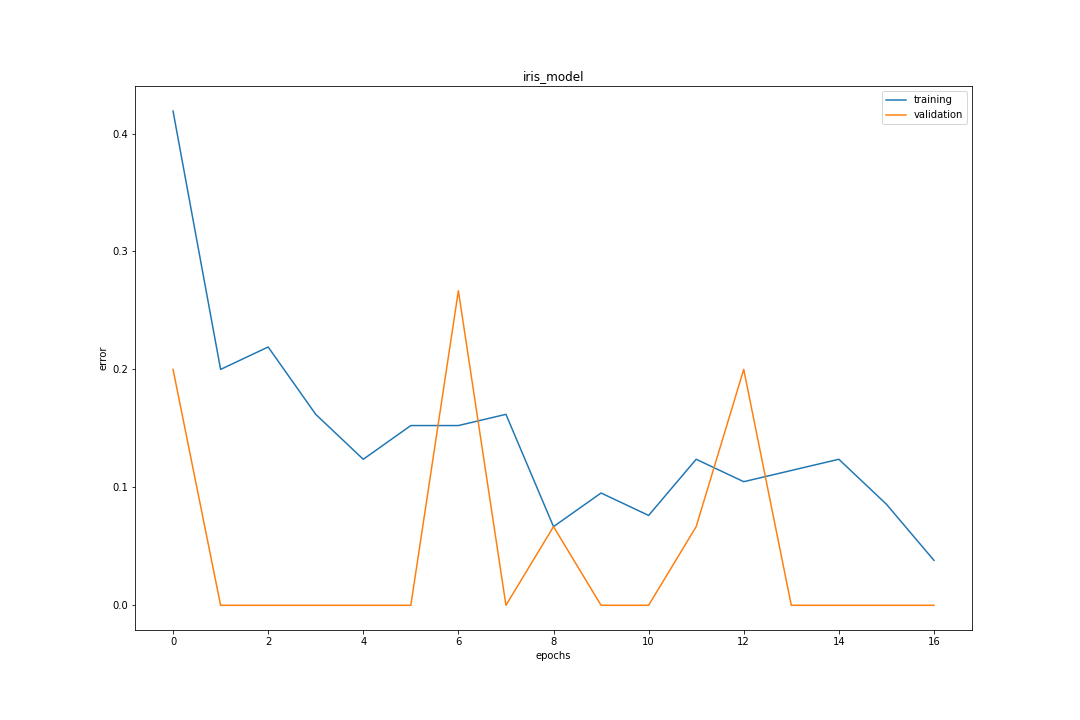 iris_model
training
validation
error
0.4
0.3
0.2
0.1
0.0
0 2 4 6 8 10 12 14 16
epochs